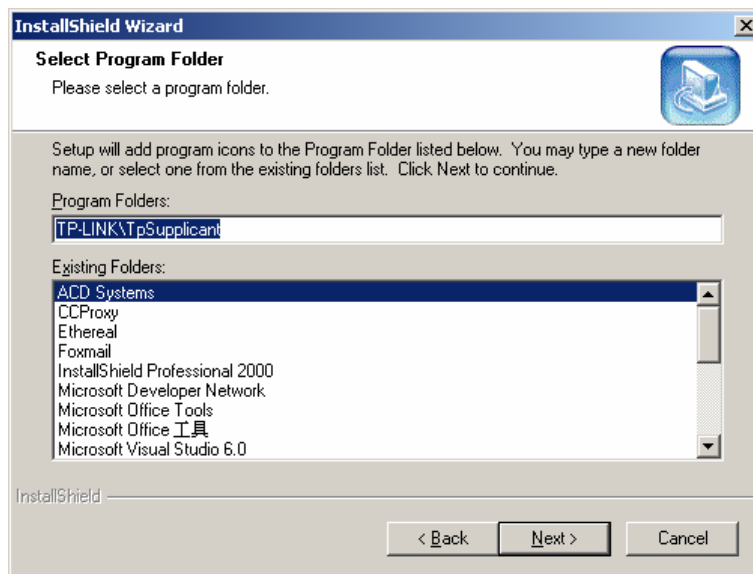 InstallShield Wizard
Select Program Folder
Please select a program folder.
Setup will add program icons to the Program Folder listed below. You may type a new folder
name, or select one from the existing folders list. Click Next to continue.
Program Folders:
TP-LINK\TpSupplicant
Existing Folders:
ACD Systems
CCProxy
Ethereal
Foxmail
InstallShield Professional 2000
Microsoft Developer Network
Microsoft Office Tools
Microsoft Office 工具
Microsoft Visual Studio 6.0
InstallShield
< Back Next > Cancel